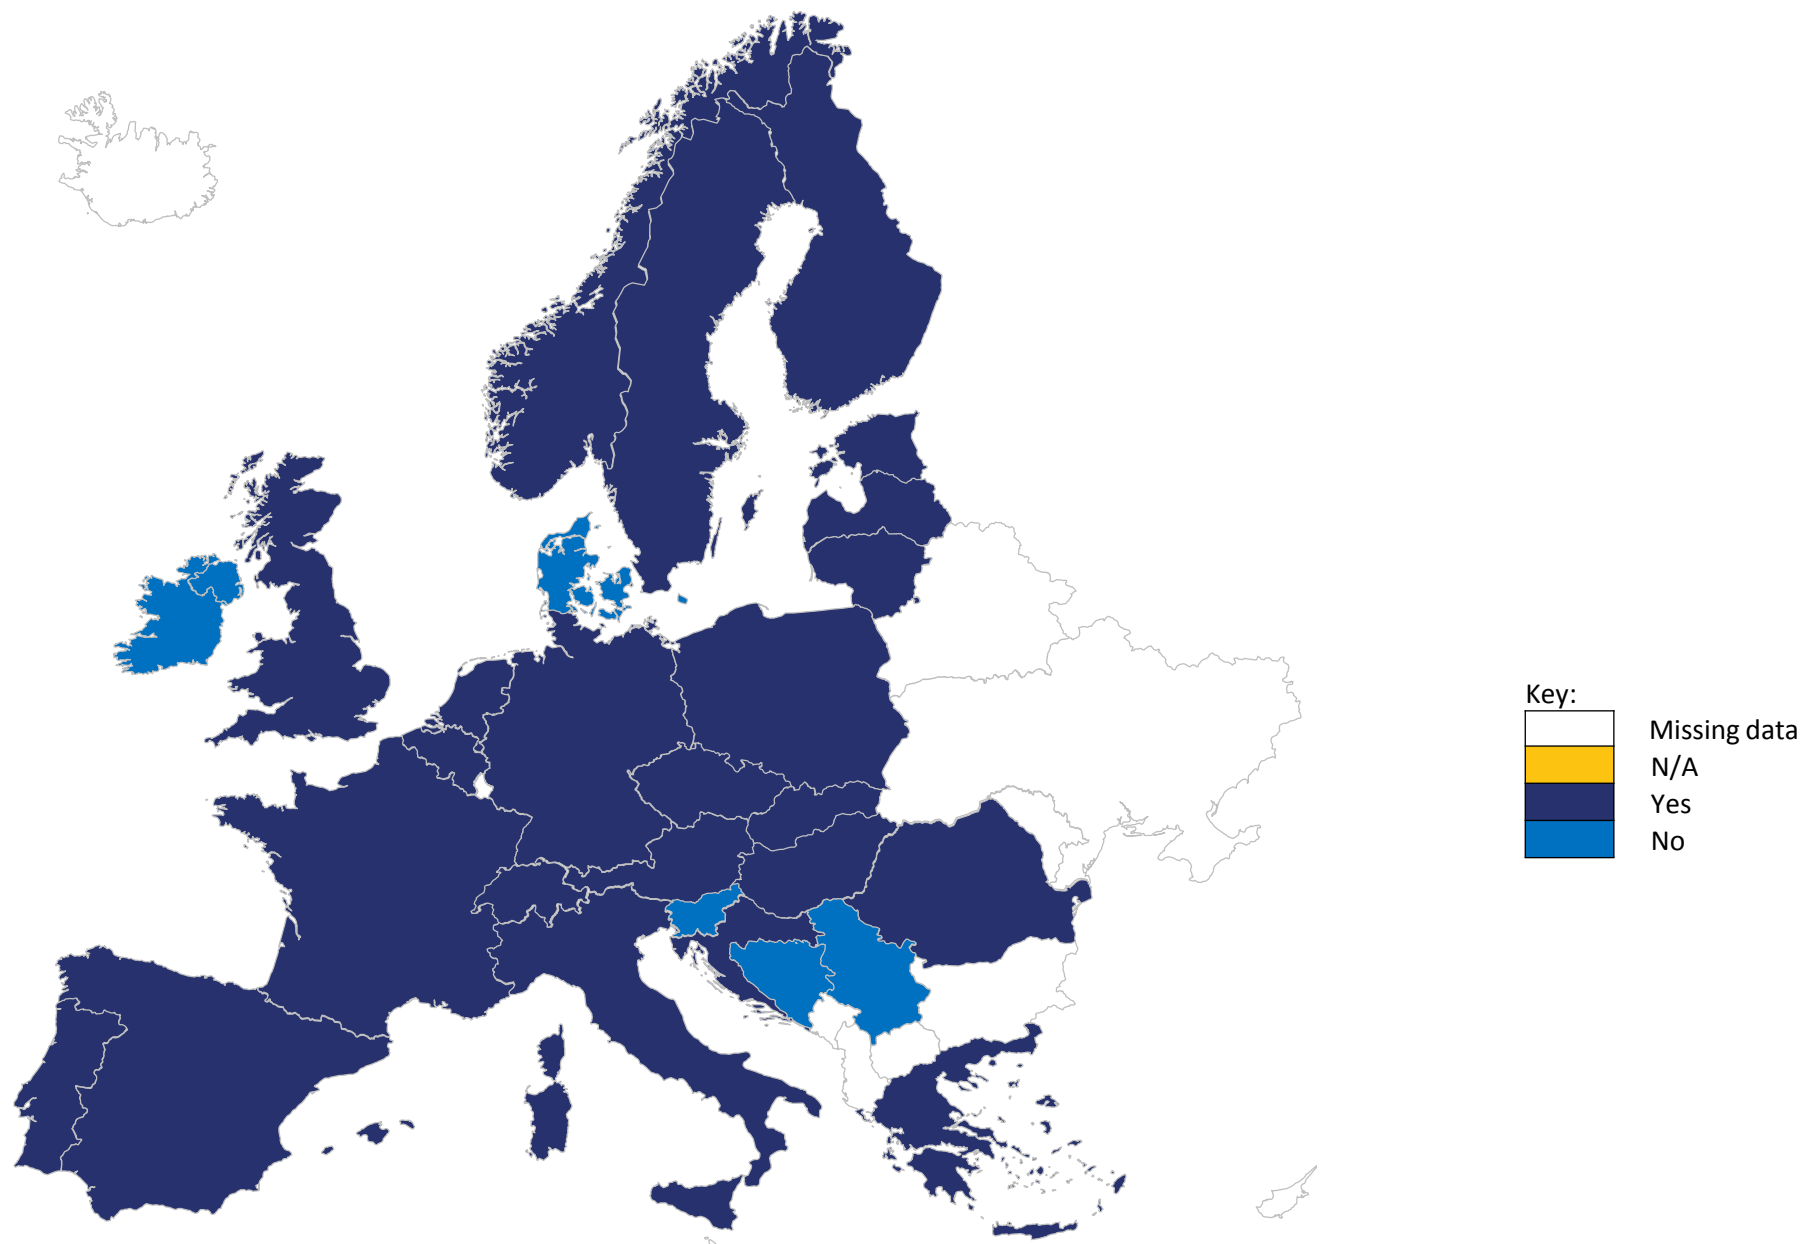 Key:
Missing data
N/A
Yes
No